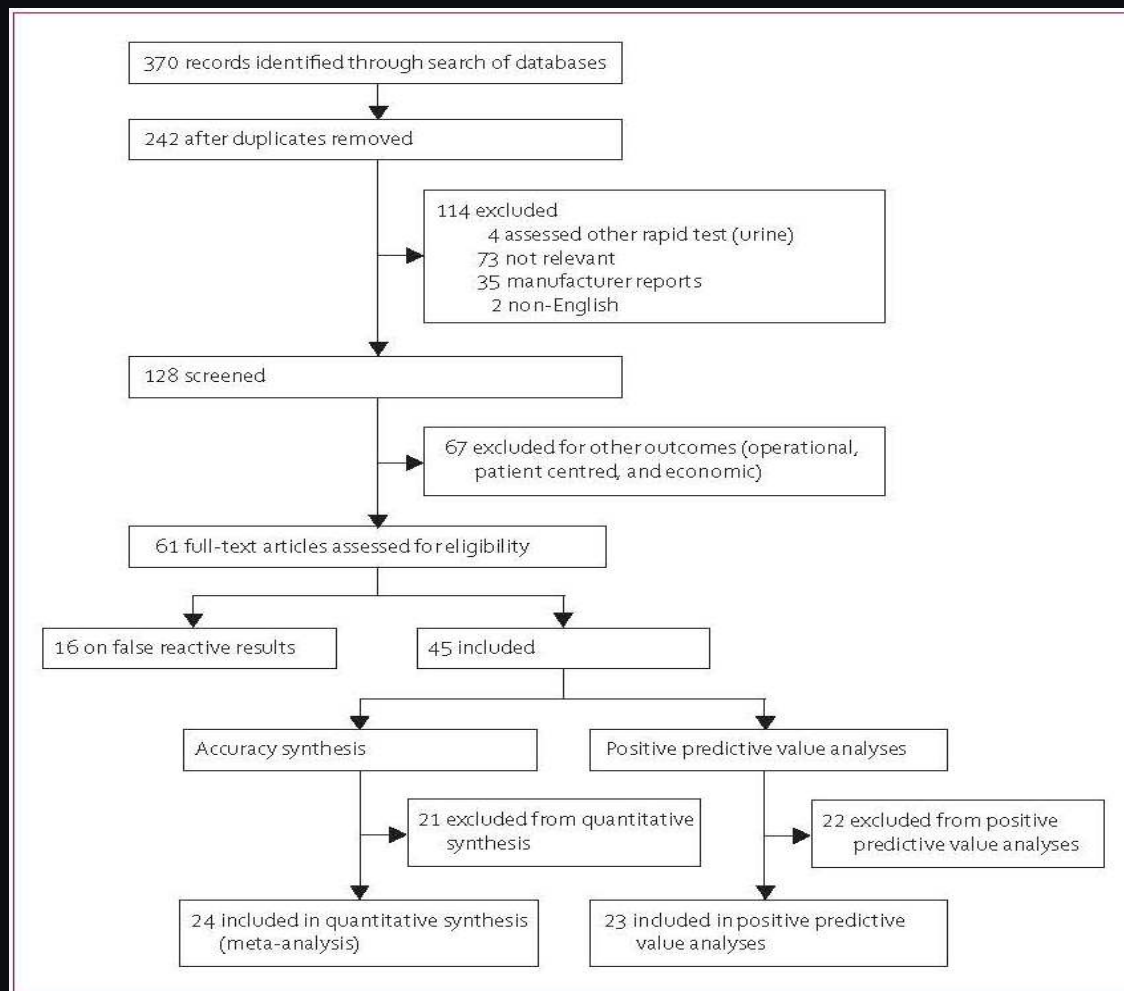 370 records identified through search of databases
242 after duplicates removed
114 excluded
4 assessed other rapid test (urine)
73 not relevant
35 manufacturer reports
2 non-English
128 screened
67 excluded for other outcomes (operational,
patient centred, and economic)
61 full-text articles assessed for eligibility
16 on false reactive results
45 included
Accuracy synthesis
Positive predictive value analyses
21 excluded from quantitative
synthesis
22 excluded from positive
predictive value analyses
24 included in quantitative synthesis
(meta-analysis)
23 included in positive predictive
value analyses